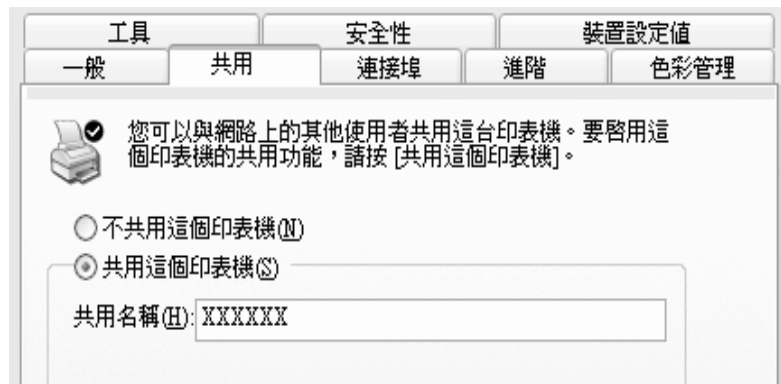 工具 安全性 裝置設定值
一般 共用 連接埠 進階 色彩管理
您可以與網路上的其他使用者共用這台印表機。要啓用這
個印表機的共用功能，請按 [共用這個印表機]。
不共用這個印表機(N)
共用這個印表機(S)
共用名稱(H): XXXXXX